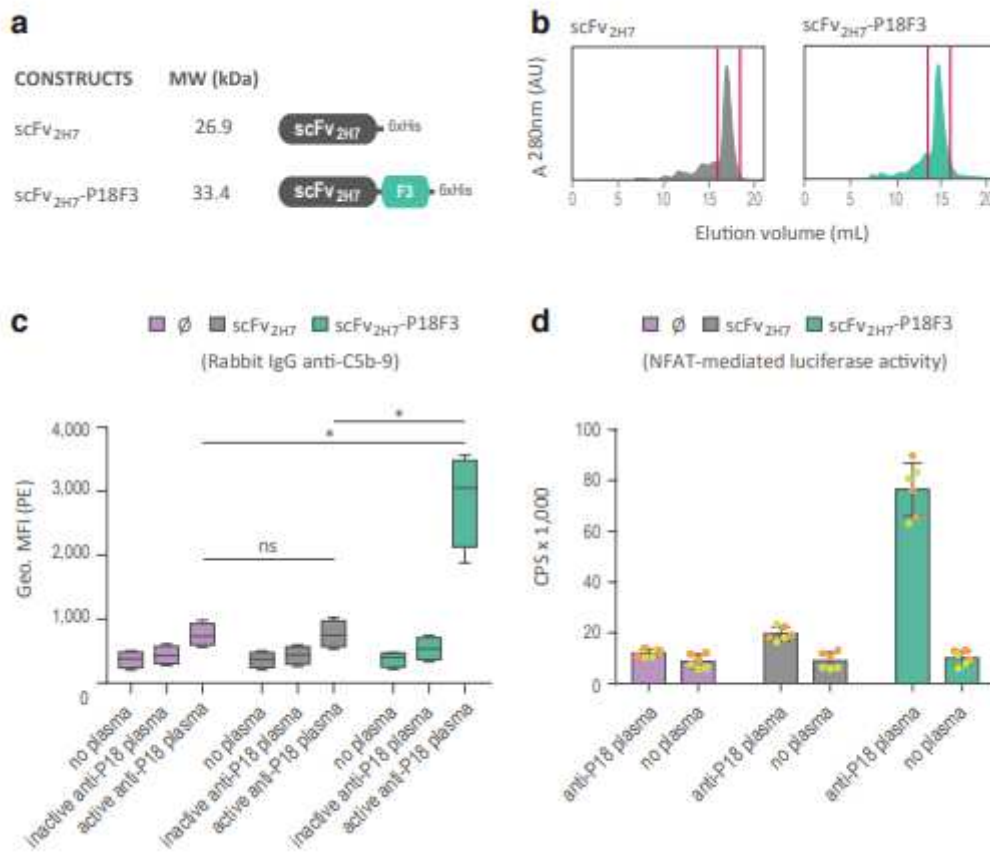 a
CONSTRUCTS MW (kDa)
scFv2H7 26.9 scFv2H7 6xHis
scFv2H7-P18F3 33.4 scFv2H7 F3 6xHis
b
scFv2H7 scFv2H7-P18F3
A 280nm (AU)
0 5 10 15 20 0 5 10 15 20
Elution volume (mL)
c
Ø scFv2H7 scFv2H7-P18F3
(Rabbit IgG anti-C5b-9)
Geo. MFI (PE)
4,000
3,000
2,000
1,000
0
*
*
ns
no plasma
inactive anti-P18 plasma
active anti-P18 plasma
no plasma
inactive anti-P18 plasma
active anti-P18 plasma
no plasma
inactive anti-P18 plasma
active anti-P18 plasma
d
Ø scFv2H7 scFv2H7-P18F3
(NFAT-mediated luciferase activity)
CPS x 1,000
100
80
60
40
20
0
anti-P18 plasma
no plasma
anti-P18 plasma
no plasma
anti-P18 plasma
no plasma